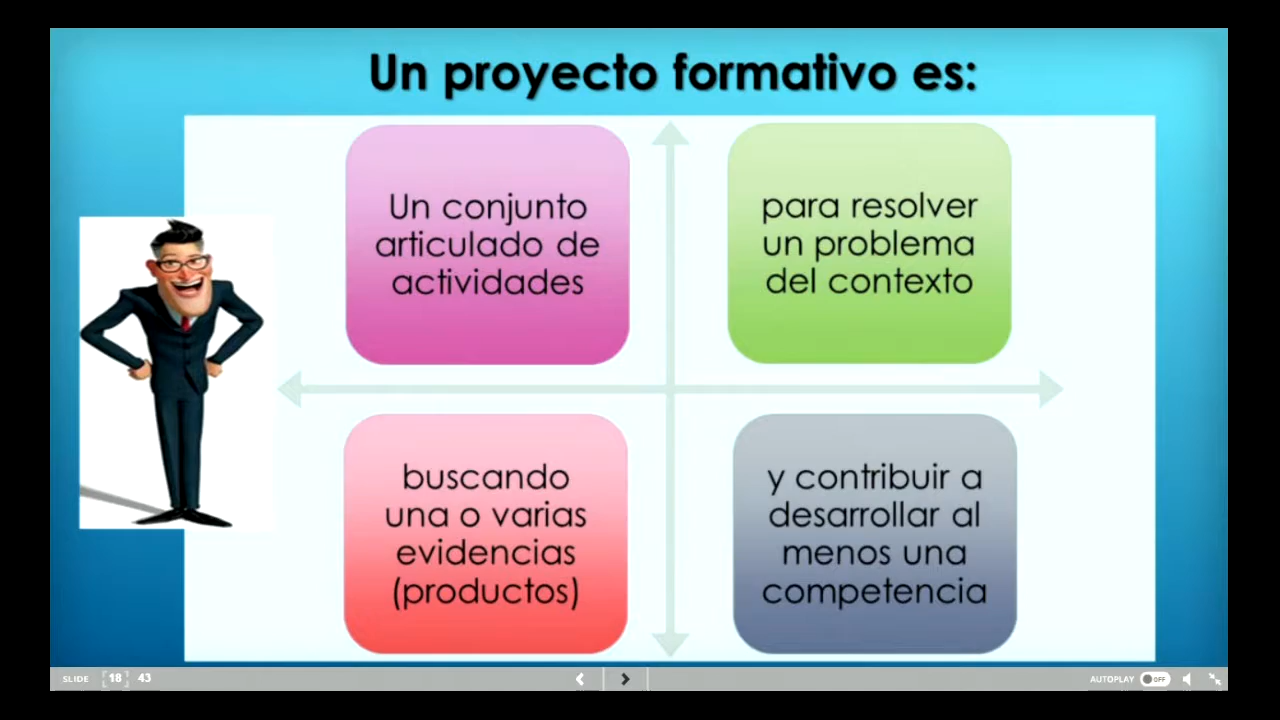 Un proyecto formativo es:
Un conjunto
articulado de
actividades
para resolver
un problema
del contexto
buscando
una o varias
evidencias
(productos)
y contribuir a
desarrollar al
menos una
competencia
SLIDE 18 43
AUTOPLAY OFF